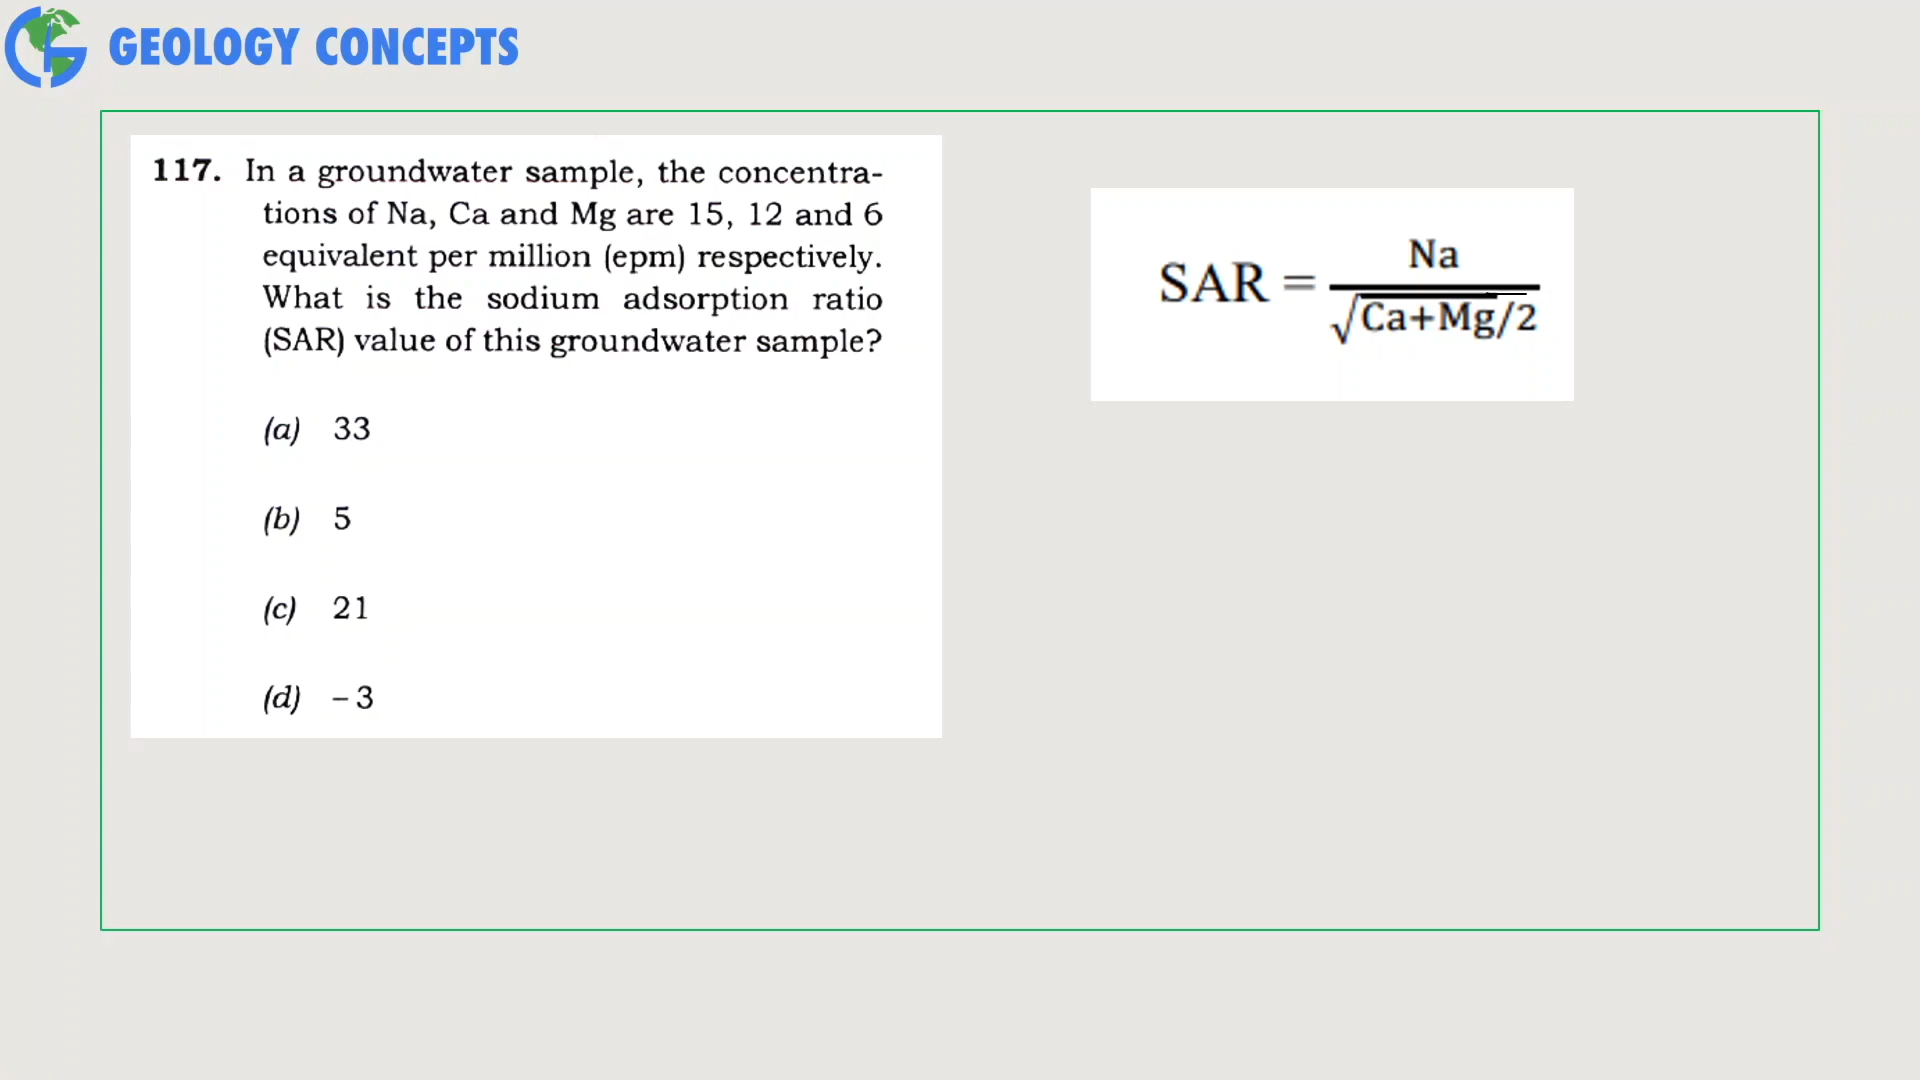 GEOLOGY CONCEPTS
117. In a groundwater sample, the concentra-
tions of Na, Ca and Mg are 15, 12 and 6
equivalent per million (epm) respectively.
What is the sodium adsorption ratio
(SAR) value of this groundwater sample?
(a) 33
(b) 5
(c) 21
(d) – 3
SAR = Na
√Ca+Mg/2